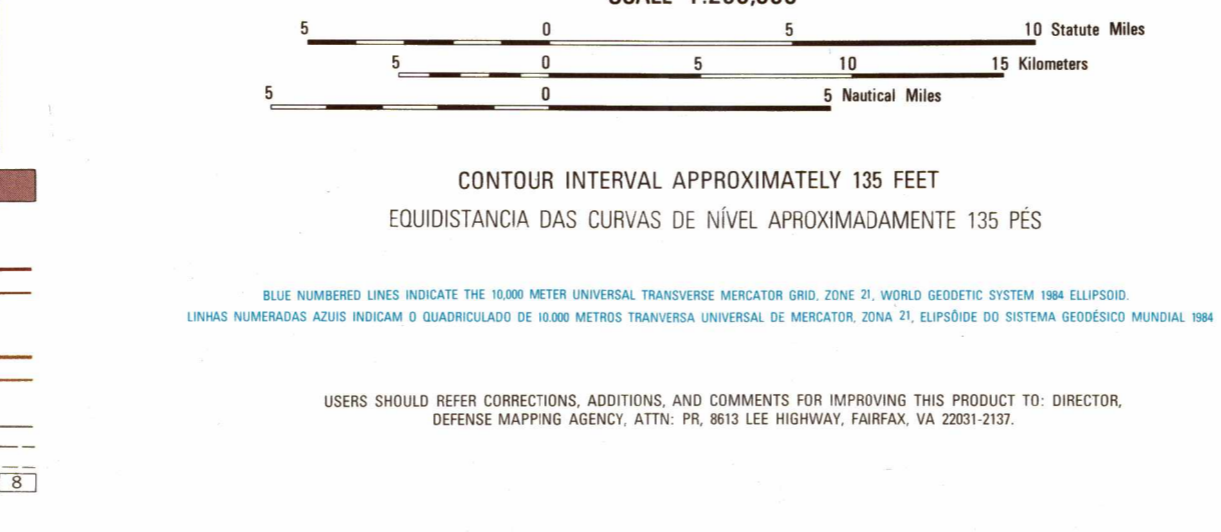 5 0 5 10 Statute Miles
5 0 5 10 15 Kilometers
5 0 5 Nautical Miles
CONTOUR INTERVAL APPROXIMATELY 135 FEET
EQUIDISTANCIA DAS CURVAS DE NÍVEL APROXIMADAMENTE 135 PÉS
BLUE NUMBERED LINES INDICATE THE 10,000 METER UNIVERSAL TRANSVERSE MERCATOR GRID, ZONE 21, WORLD GEODETIC SYSTEM 1984 ELLIPSOID.
LINHAS NUMERADAS AZUIS INDICAM O QUADRICULADO DE 10.000 METROS TRANVERSA UNIVERSAL DE MERCATOR, ZONA 21, ELIPSÕIDE DO SISTEMA GEODÉSICO MUNDIAL 1984
USERS SHOULD REFER CORRECTIONS, ADDITIONS, AND COMMENTS FOR IMPROVING THIS PRODUCT TO: DIRECTOR,
DEFENSE MAPPING AGENCY, ATTN: PR, 8613 LEE HIGHWAY, FAIRFAX, VA 22031-2137.
8